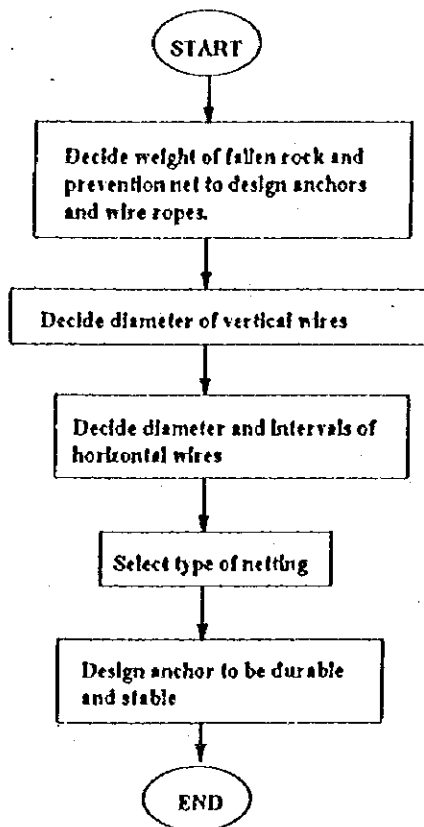 START
Decide weight of fallen rock and
prevention net to design anchors
and wire ropes.
Decide diameter of vertical wires
Decide diameter and intervals of
horizontal wires
Select type of netting
Design anchor to be durable
and stable
END